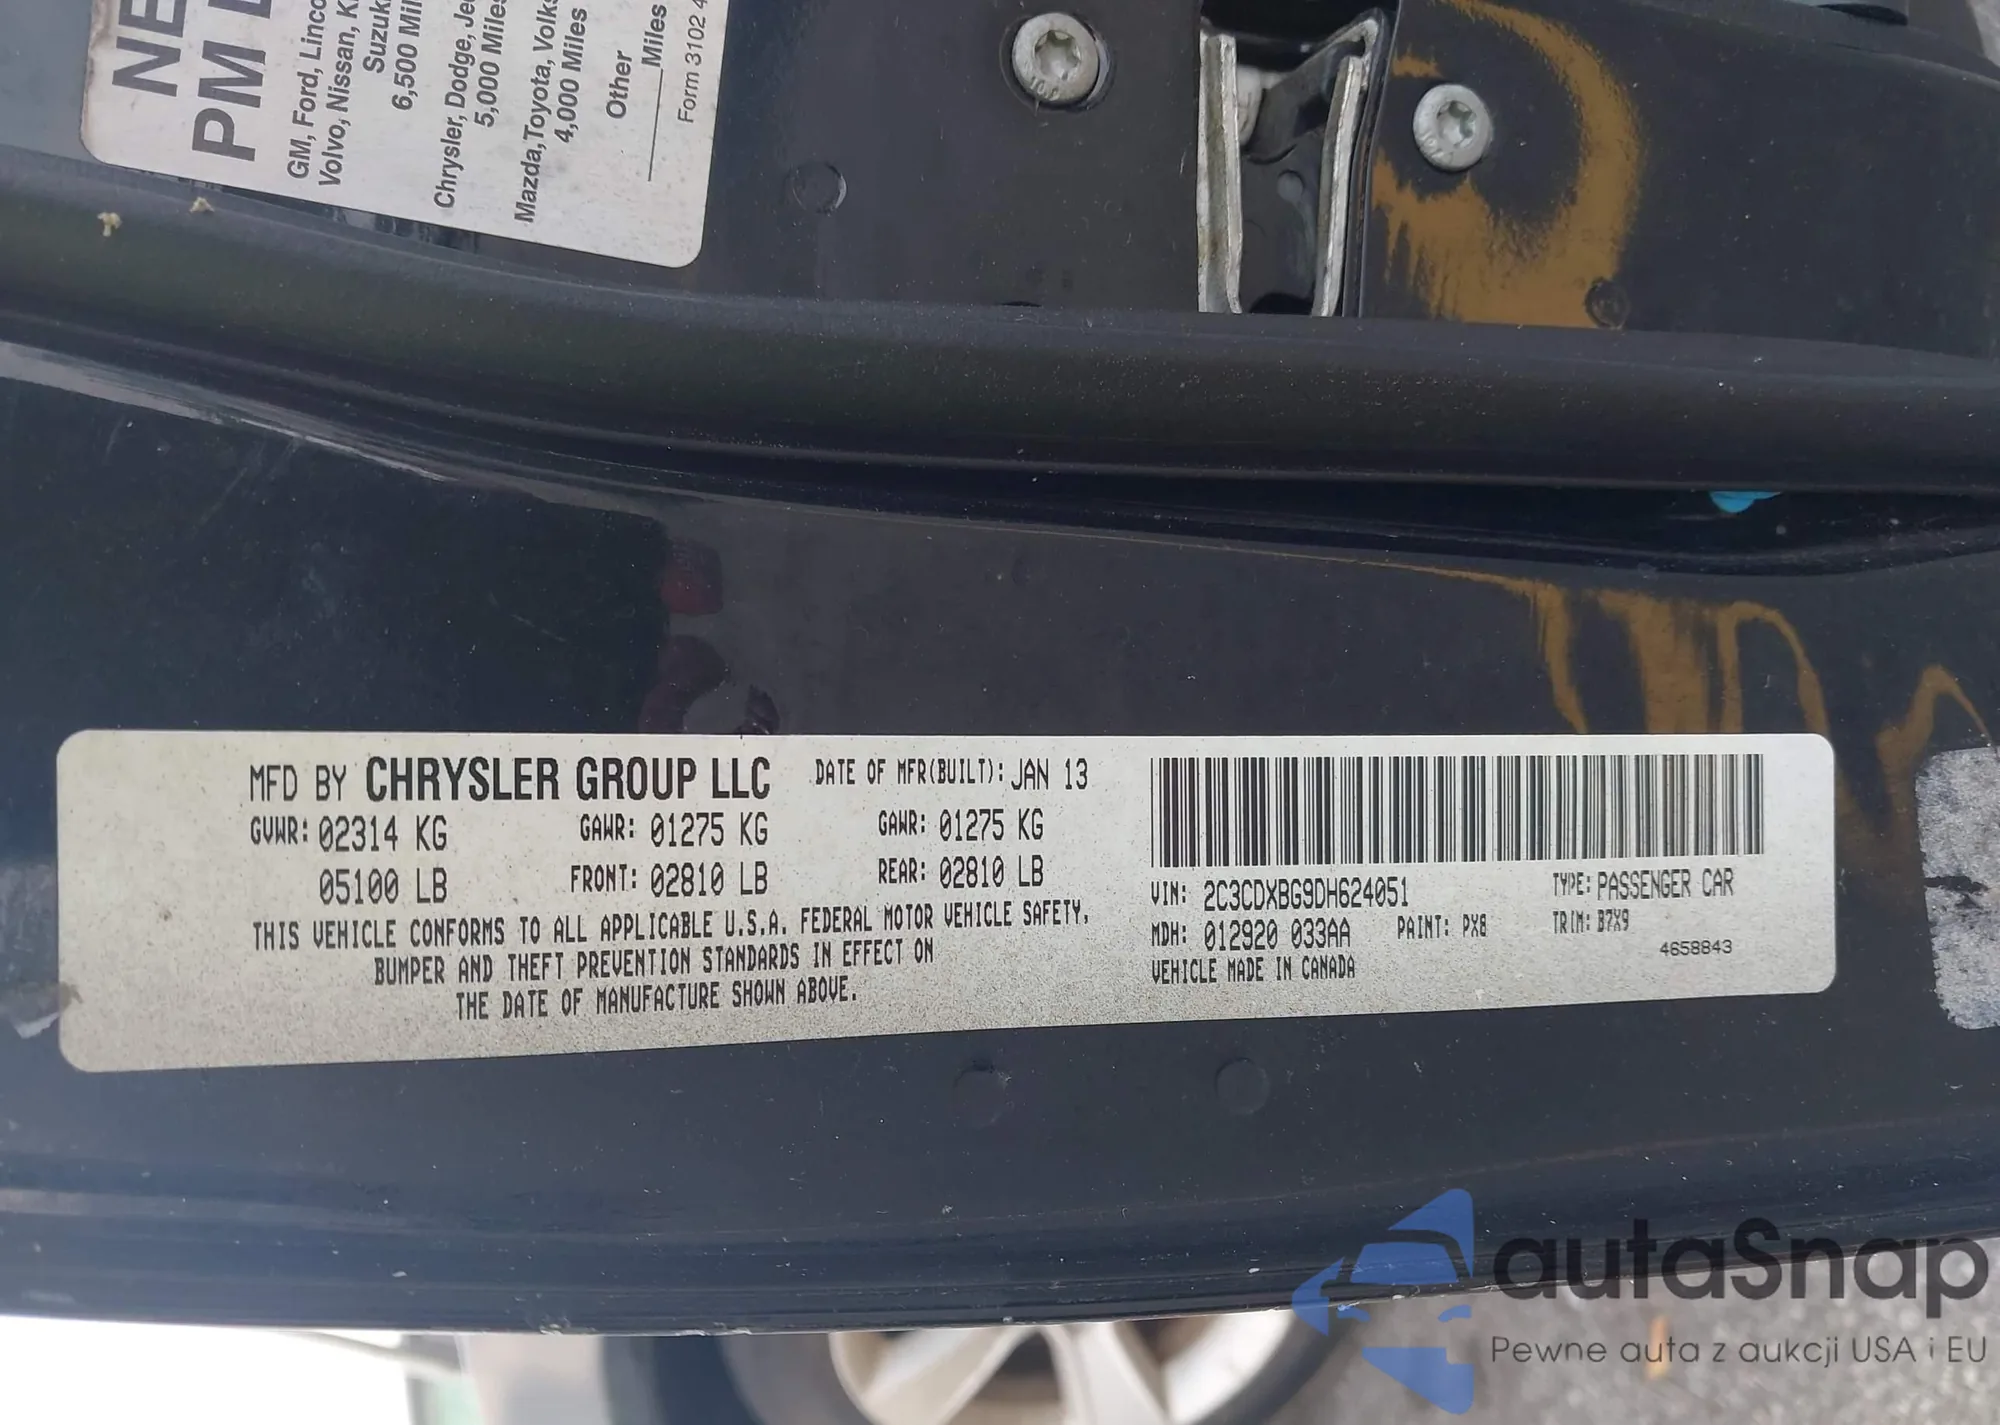 NE
PM
GM, Ford,
Volvo, Nissan,
6,500
Chrysler, Dodge,
5,000 Miles
Mazda, Toyota,
4,000 Miles
Other
Miles
Form 3102
MFD BY CHRYSLER GROUP LLC DATE OF MFR(BUILT): JAN 13
GVWR: 02314 KG GAWR: 01275 KG GAWR: 01275 KG
05100 LB FRONT: 02810 LB REAR: 02810 LB
THIS VEHICLE CONFORMS TO ALL APPLICABLE U.S.A. FEDERAL MOTOR VEHICLE SAFETY,
BUMPER AND THEFT PREVENTION STANDARDS IN EFFECT ON
THE DATE OF MANUFACTURE SHOWN ABOVE.
VIN: 2C3CDXBG9DH624051 TYPE: PASSENGER CAR
MDH: 012920 033AA PAINT: PX8 TRIM: B7X9
VEHICLE MADE IN CANADA 4658843
autaSnap
Pewne auta z aukcji USA i EU